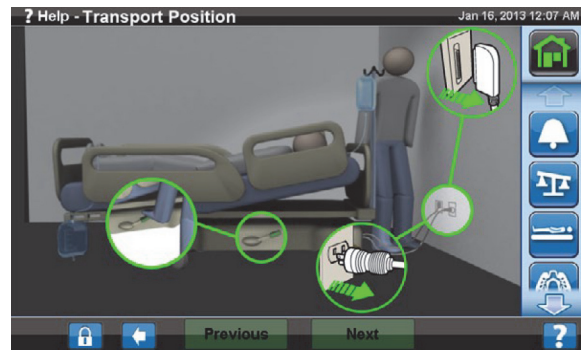 ? Help - Transport Position
Jan 16, 2013 12:07 AM
Previous
Next
?